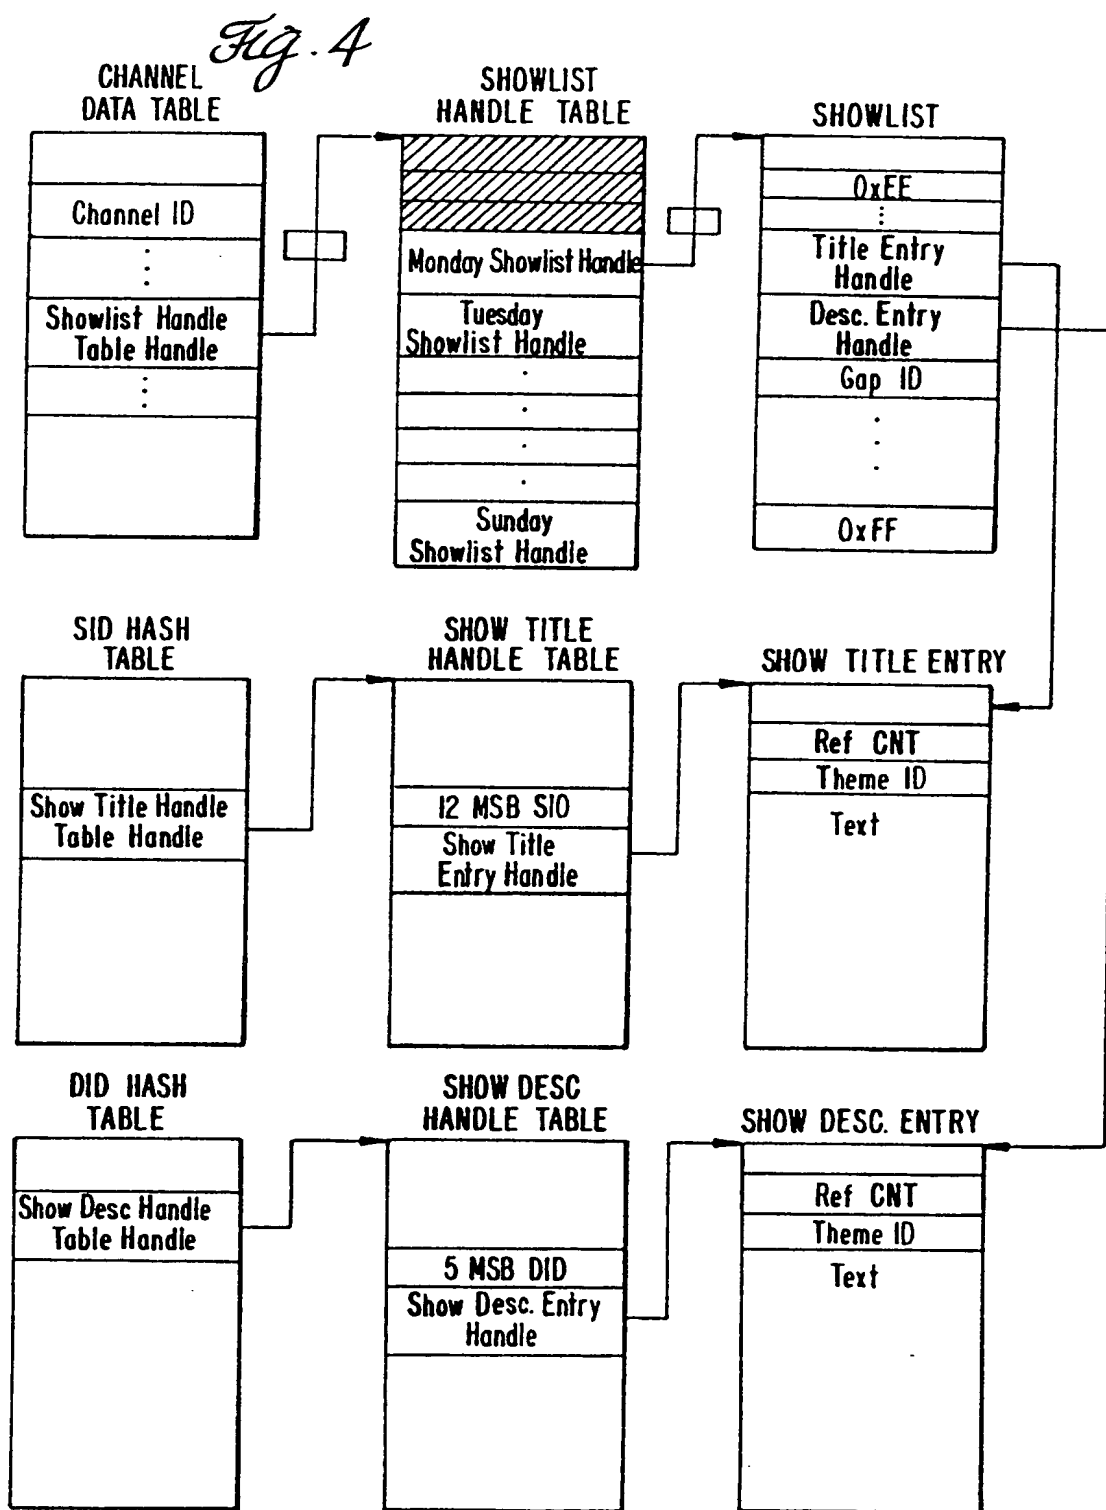 Fig. 4
CHANNEL
DATA TABLE
Channel ID
Showlist Handle
Table Handle
SHOWLIST
HANDLE TABLE
Monday Showlist Handle
Tuesday
Showlist Handle
Sunday
Showlist Handle
SHOWLIST
0xEE
Title Entry
Handle
Desc. Entry
Handle
Gap ID
0xFF
SID HASH
TABLE
Show Title Handle
Table Handle
SHOW TITLE
HANDLE TABLE
12 MSB SIO
Show Title
Entry Handle
SHOW TITLE ENTRY
Ref CNT
Theme ID
Text
DID HASH
TABLE
Show Desc Handle
Table Handle
SHOW DESC
HANDLE TABLE
5 MSB DID
Show Desc. Entry
Handle
SHOW DESC. ENTRY
Ref CNT
Theme ID
Text